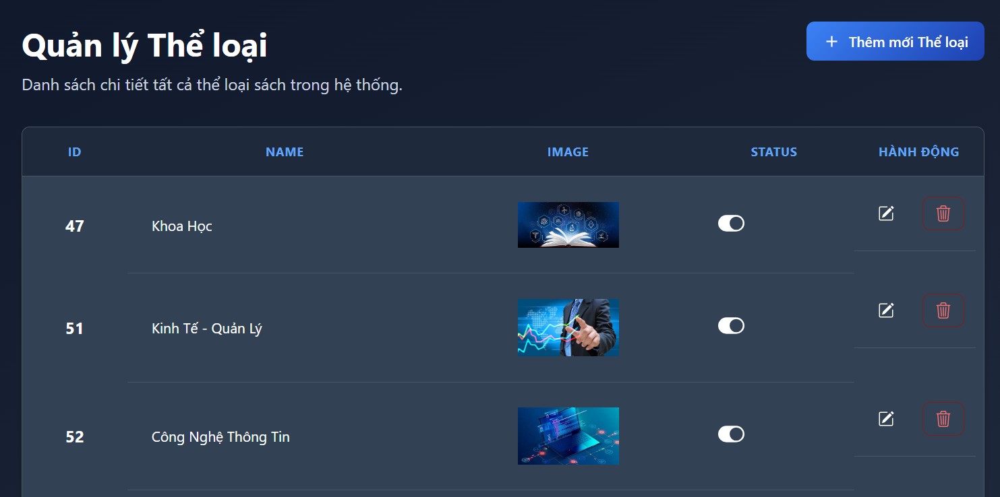 Quản lý Thể loại
+ Thêm mới Thể loại
Danh sách chi tiết tất cả thể loại sách trong hệ thống.
ID NAME IMAGE STATUS HÀNH ĐỘNG
47 Khoa Học
51 Kinh Tế - Quản Lý
52 Công Nghệ Thông Tin